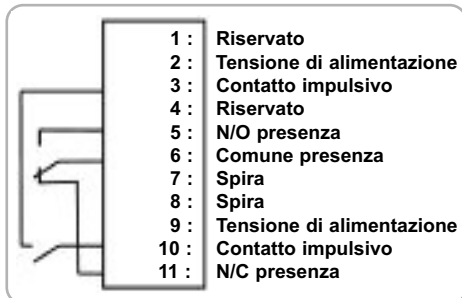 1 : Riservato
2 : Tensione di alimentazione
3 : Contatto impulsivo
4 : Riservato
5 : N/O presenza
6 : Comune presenza
7 : Spira
8 : Spira
9 : Tensione di alimentazione
10 : Contatto impulsivo
11 : N/C presenza